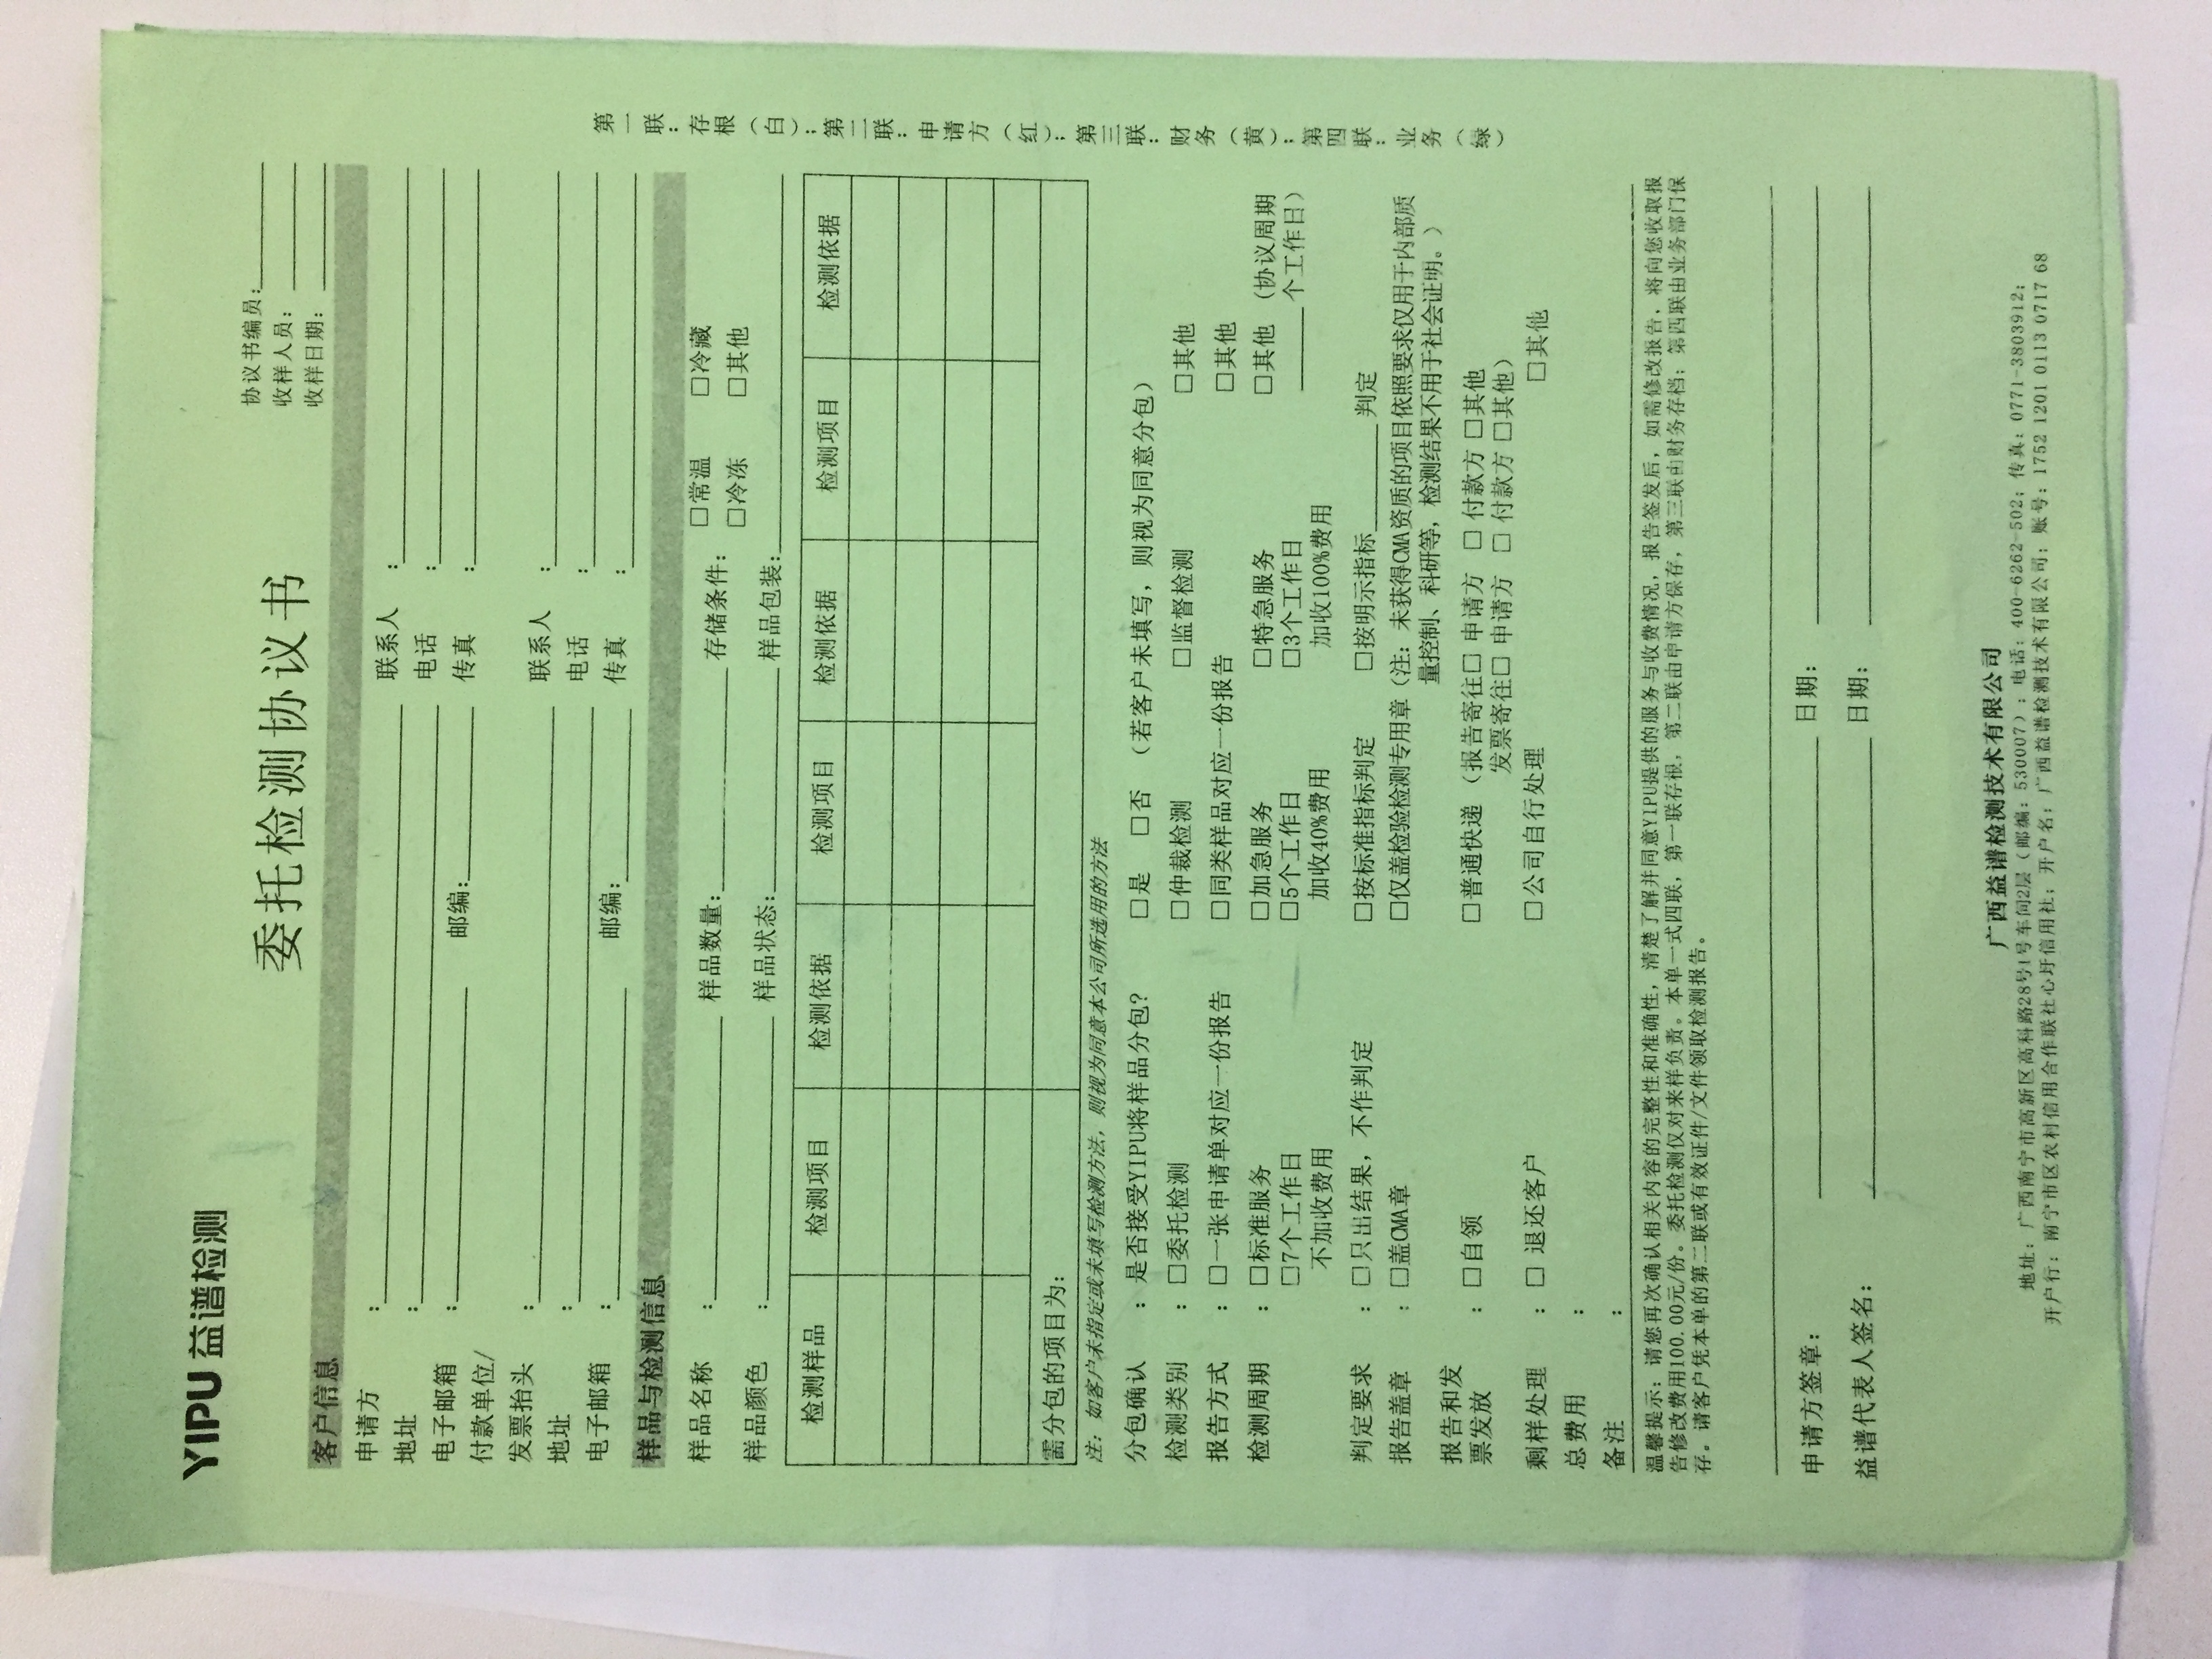 YIPU 益谱检测
委托检测协议书
协议书编员:
收样人员:
收样日期:
客户信息
申请方 : 联系人 :
地址 : 电话 :
电子邮箱 : 邮编: 传真 :
付款单位/
发票抬头 : 联系人 :
地址 : 电话 :
电子邮箱 : 邮编: 传真 :
样品与检测信息
样品名称 : 样品数量: 存储条件: □常温 □冷藏
□冷冻 □其他
样品颜色 : 样品状态: 样品包装:
检测样品 检测项目 检测依据 检测项目 检测依据 检测项目 检测依据
需分包的项目为:
注: 如客户未指定或未填写检测方法, 则视为同意本公司所选用的方法
分包确认 : 是否接受YIPU将样品分包? □是 □否 (若客户未填写, 则视为同意分包)
检测类别 : □委托检测 □仲裁检测 □监督检测 □其他
报告方式 : □一张申请单对应一份报告 □同类样品对应一份报告 □其他
检测周期 : □标准服务 □加急服务 □特急服务 □其他 (协议周期
□7个工作日 □5个工作日 □3个工作日 ______个工作日)
不加收费用 加收40%费用 加收100%费用
判定要求 : □只出结果, 不作判定 □按标准指标判定 □按明示指标________ 判定
报告盖章 : □盖CMA章 □仅盖检验检测专用章(注: 未获得CMA资质的项目依照要求仅用于内部质
量控制、科研等, 检测结果不用于社会证明。)
报告和发
票发放 : □自领 □普通快递 (报告寄往□ 申请方 □ 付款方 □其他
发票寄往□ 申请方 □ 付款方 □其他)
剩样处理 : □ 退还客户 □公司自行处理 □其他
总费用 :
备注 :
温馨提示: 请您再次确认相关内容的完整性和准确性, 清楚了解并同意YIPU提供的服务与收费情况, 报告签发后, 如需修改报告, 将向您收取报
告修改费用100.00元/份。委托检测仅对来样负责。本单一式四联, 第一联存根, 第二联由申请方保存, 第三联由财务存档; 第四联由业务部门保
存。请客户凭本单的第二联或有效证件/文件领取检测报告。
申请方签章: 日期:
益谱代表人签名: 日期:
广西益谱检测技术有限公司
地址: 广西南宁市高新区高科路28号1号车间2层 (邮编: 530007) ; 电话: 400-6262-502; 传真: 0771-3803912;
开户行: 南宁市区农村信用合作联社心圩信用社; 开户名: 广西益谱检测技术有限公司; 账号: 1752 1201 0113 0717 68
第一联: 存根 (白) ; 第二联: 申请方 (红) ; 第三联: 财务 (黄) ; 第四联: 业务 (绿)